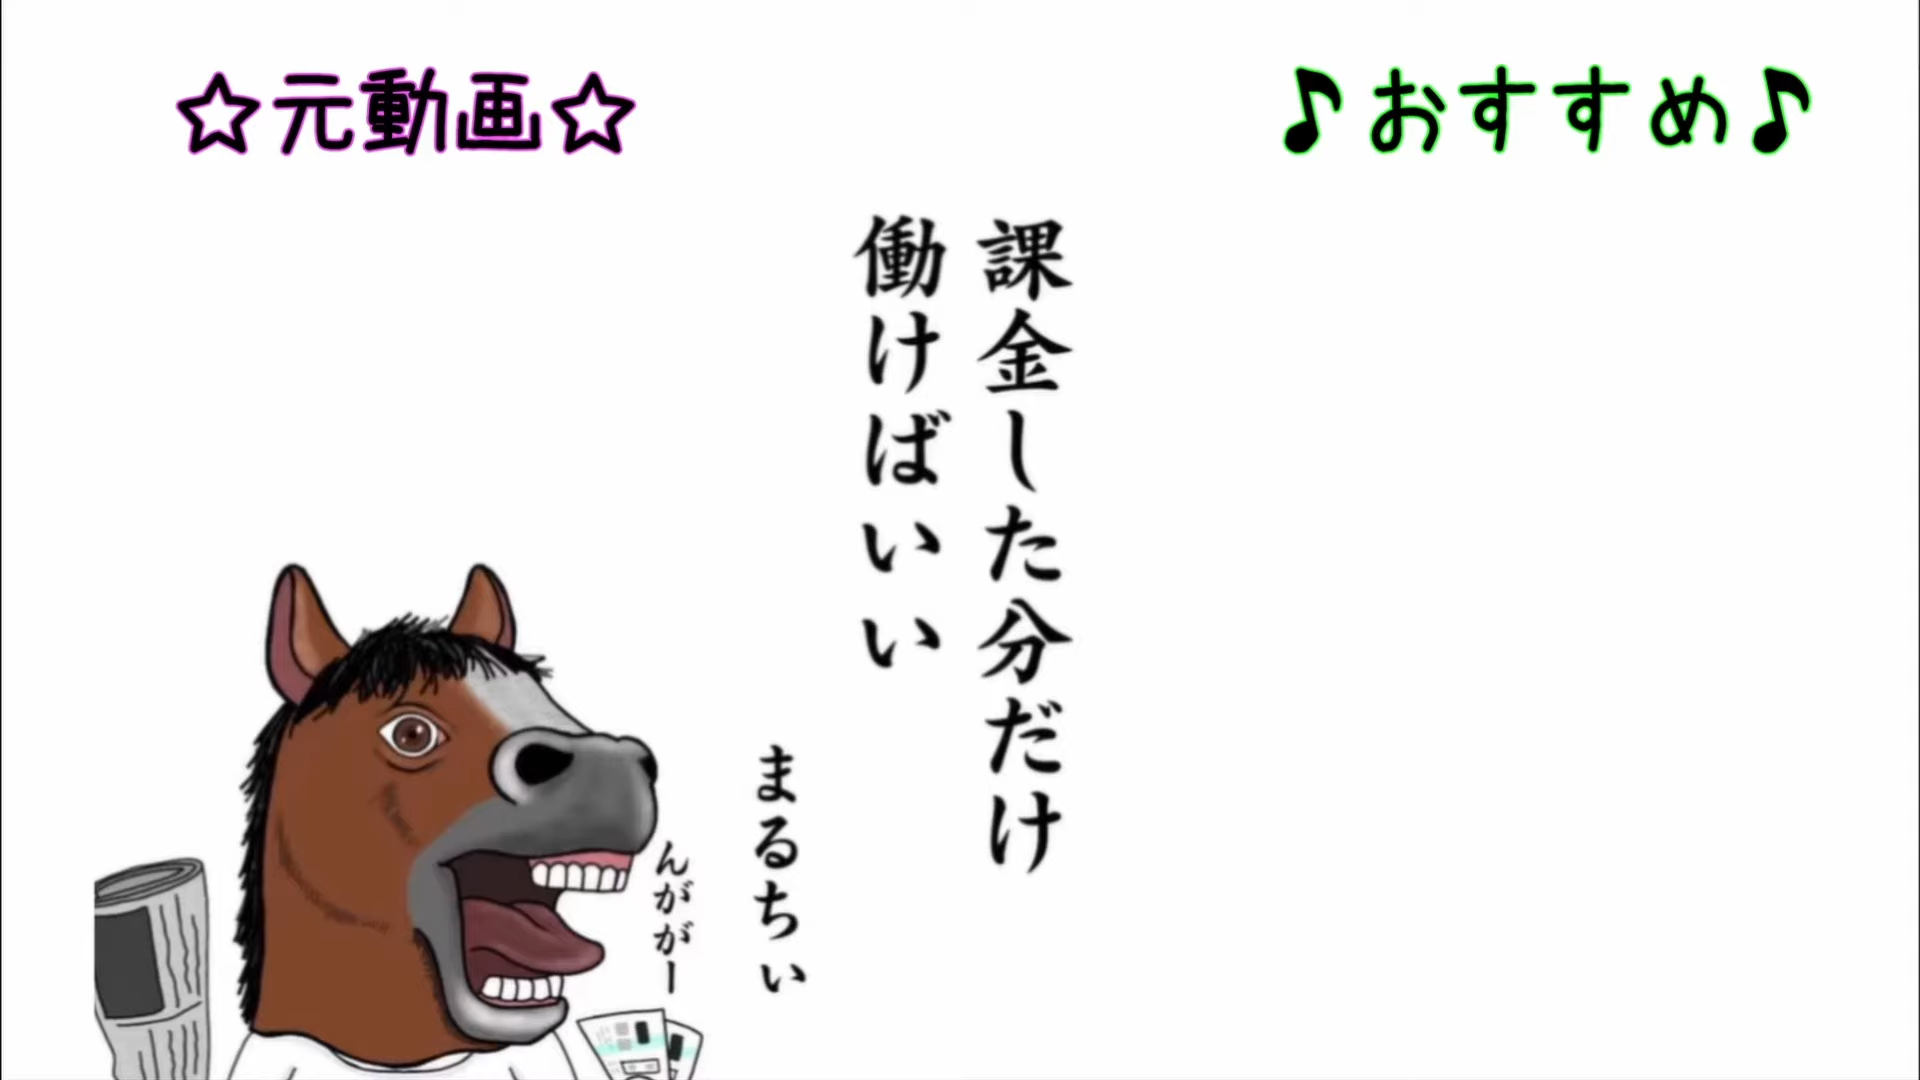 ☆元動画☆
♪おすすめ♪
課金した分だけ
働けばいい
まるちぃ
んががー